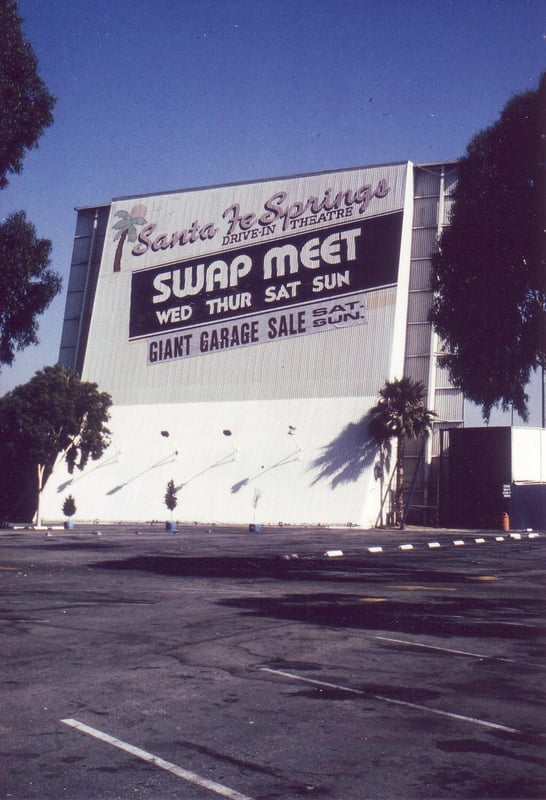 Santa Fe Springs
DRIVE-IN THEATRE
SWAP MEET
WED THUR SAT SUN
GIANT GARAGE SALE SAT.
SUN.